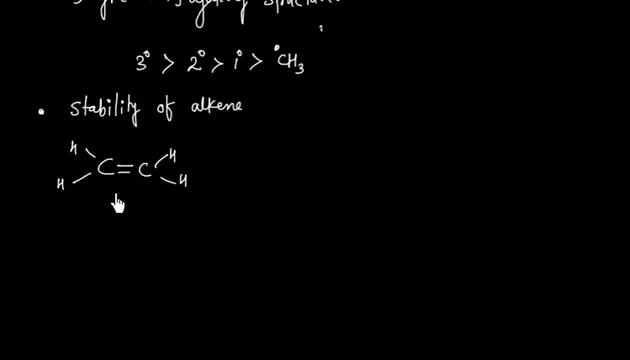 3° > 2° > 1° > •CH3
• Stability of alkene
H H
C = C
H H